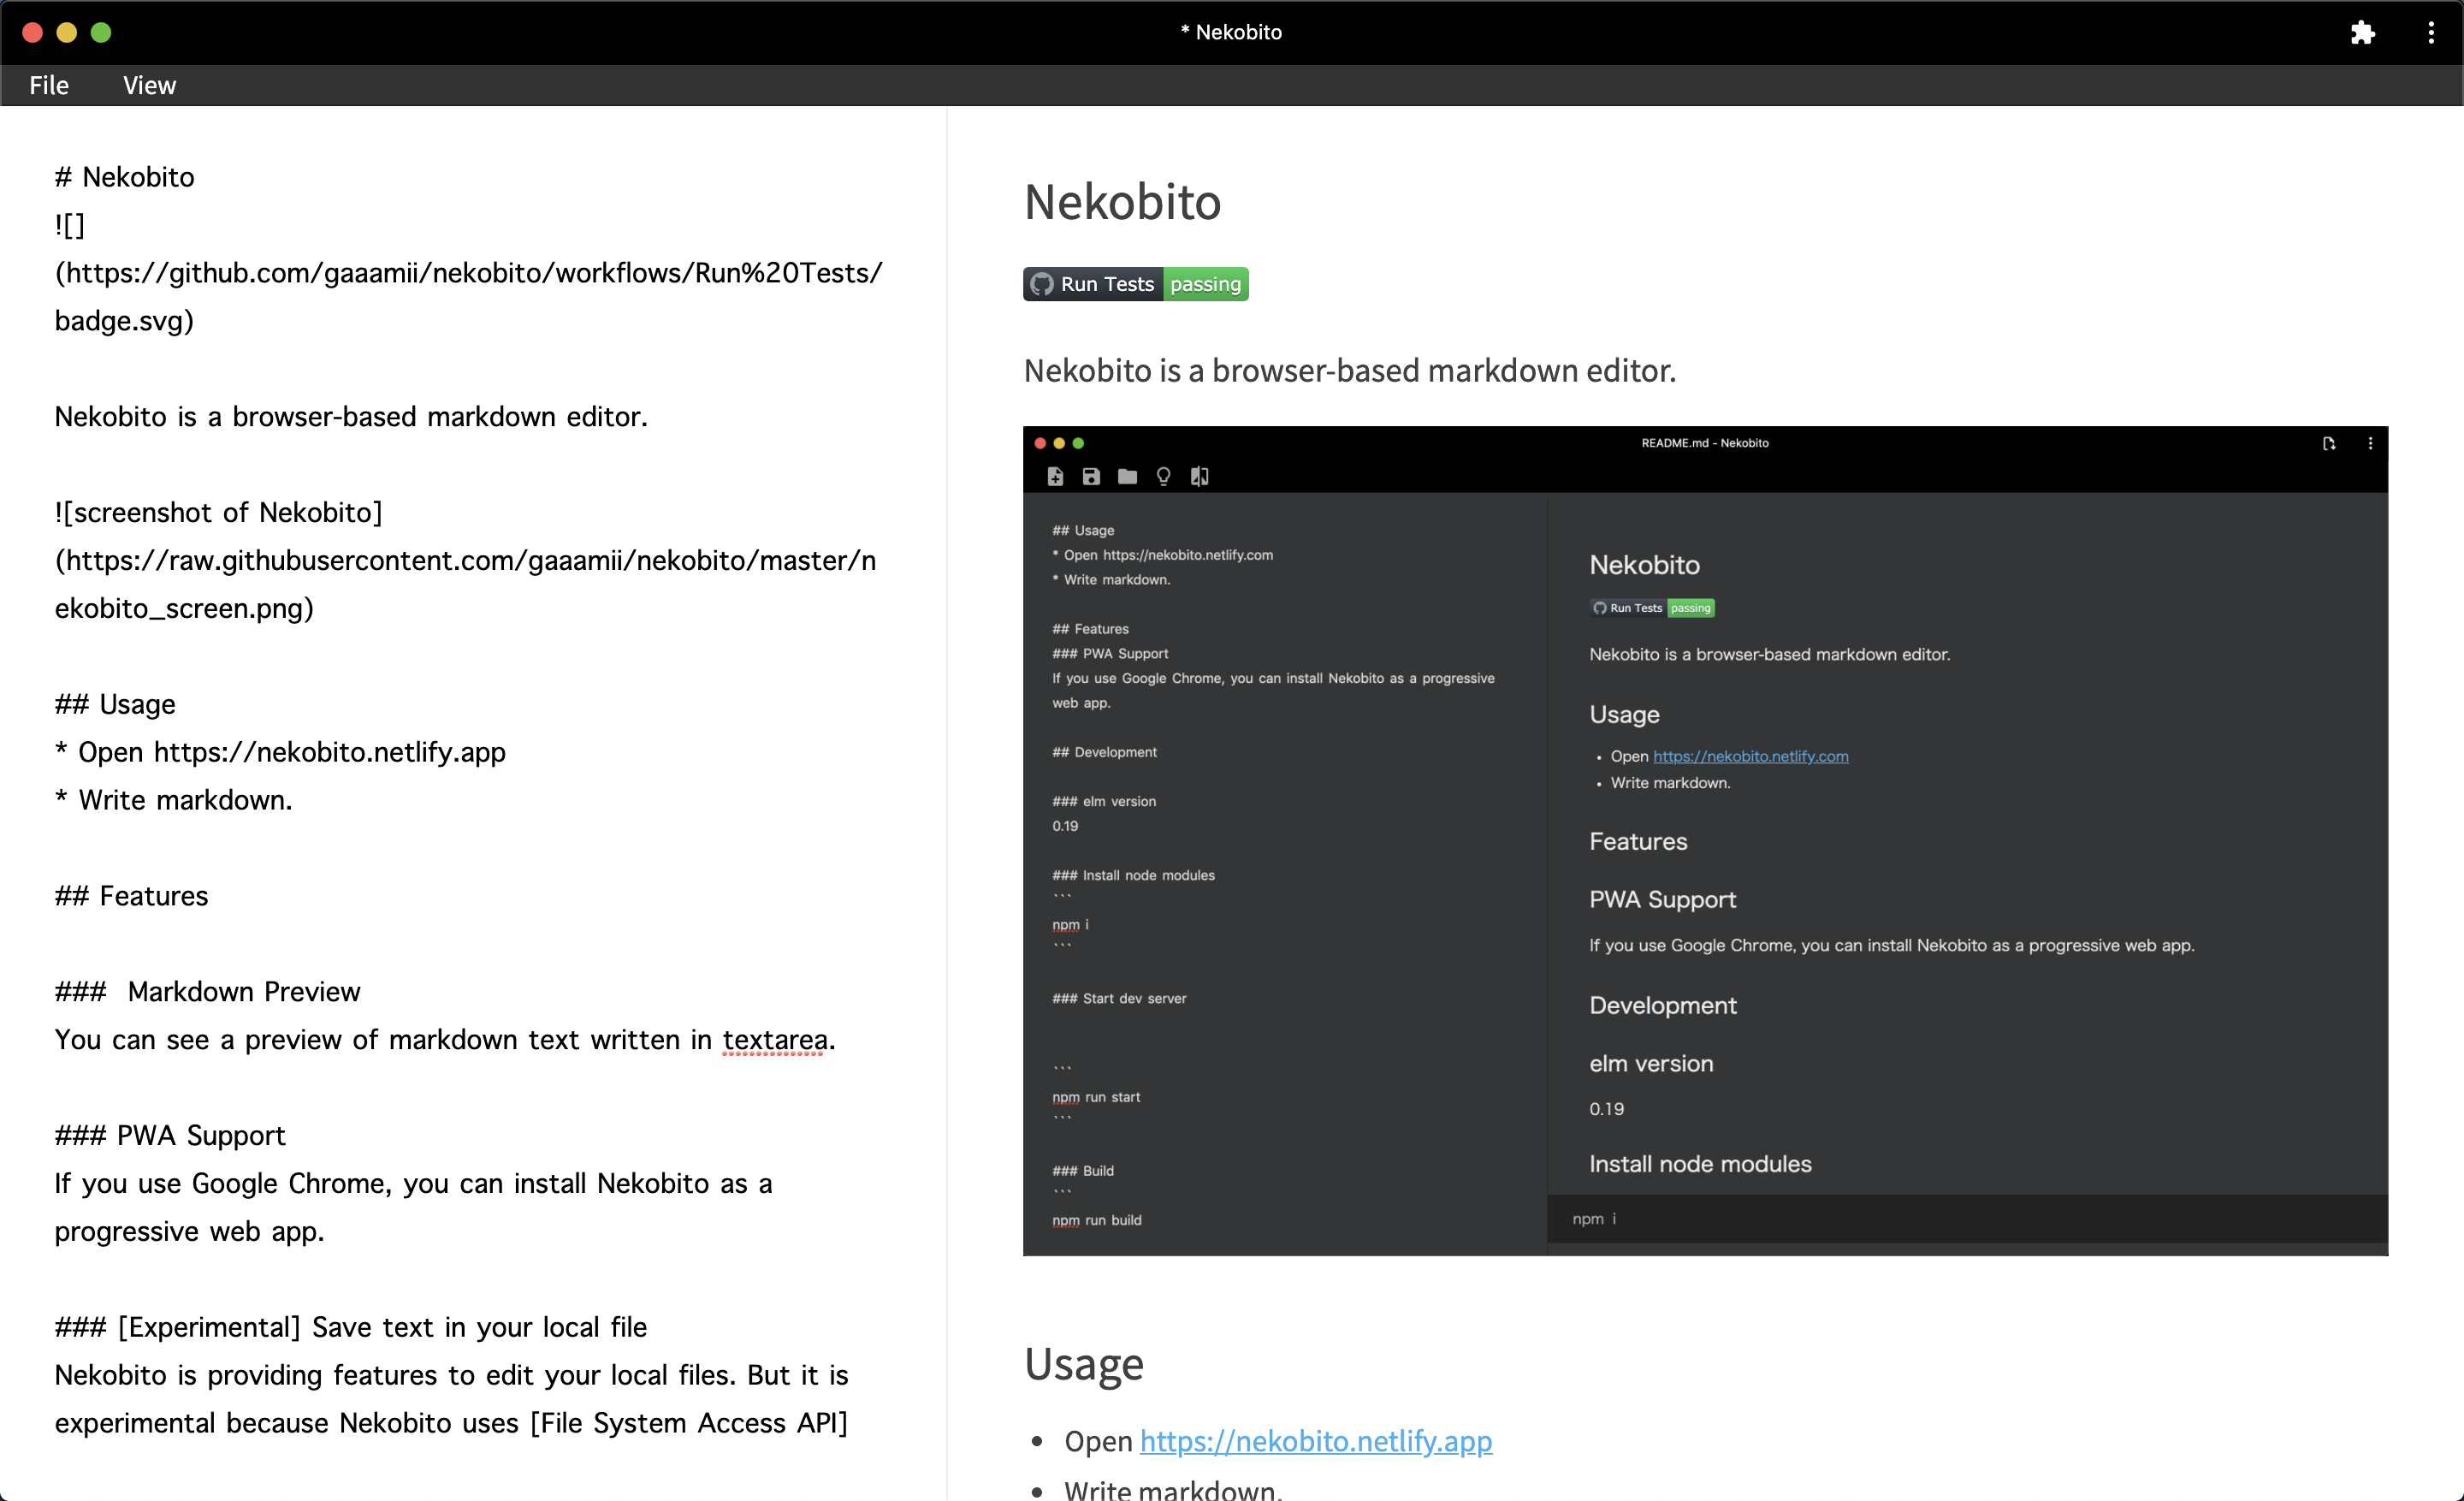 * Nekobito
File View
# Nekobito
![]
(https://github.com/gaaamii/nekobito/workflows/Run%20Tests/
badge.svg)
Nekobito is a browser-based markdown editor.
![screenshot of Nekobito]
(https://raw.githubusercontent.com/gaaamii/nekobito/master/n
ekobito_screen.png)
## Usage
* Open https://nekobito.netlify.app
* Write markdown.
## Features
###  Markdown Preview
You can see a preview of markdown text written in textarea.
### PWA Support
If you use Google Chrome, you can install Nekobito as a
progressive web app.
### [Experimental] Save text in your local file
Nekobito is providing features to edit your local files. But it is
experimental because Nekobito uses [File System Access API]
Nekobito
Run Tests passing
Nekobito is a browser-based markdown editor.
README.md - Nekobito
## Usage
* Open https://nekobito.netlify.com
* Write markdown.
## Features
### PWA Support
If you use Google Chrome, you can install Nekobito as a progressive
web app.
## Development
### elm version
0.19
### Install node modules
```
npm i
```
### Start dev server
```
npm run start
```
### Build
```
npm run build
Nekobito
Run Tests passing
Nekobito is a browser-based markdown editor.
Usage
• Open https://nekobito.netlify.com
• Write markdown.
Features
PWA Support
If you use Google Chrome, you can install Nekobito as a progressive web app.
Development
elm version
0.19
Install node modules
npm i
Usage
• Open https://nekobito.netlify.app
• Write markdown.